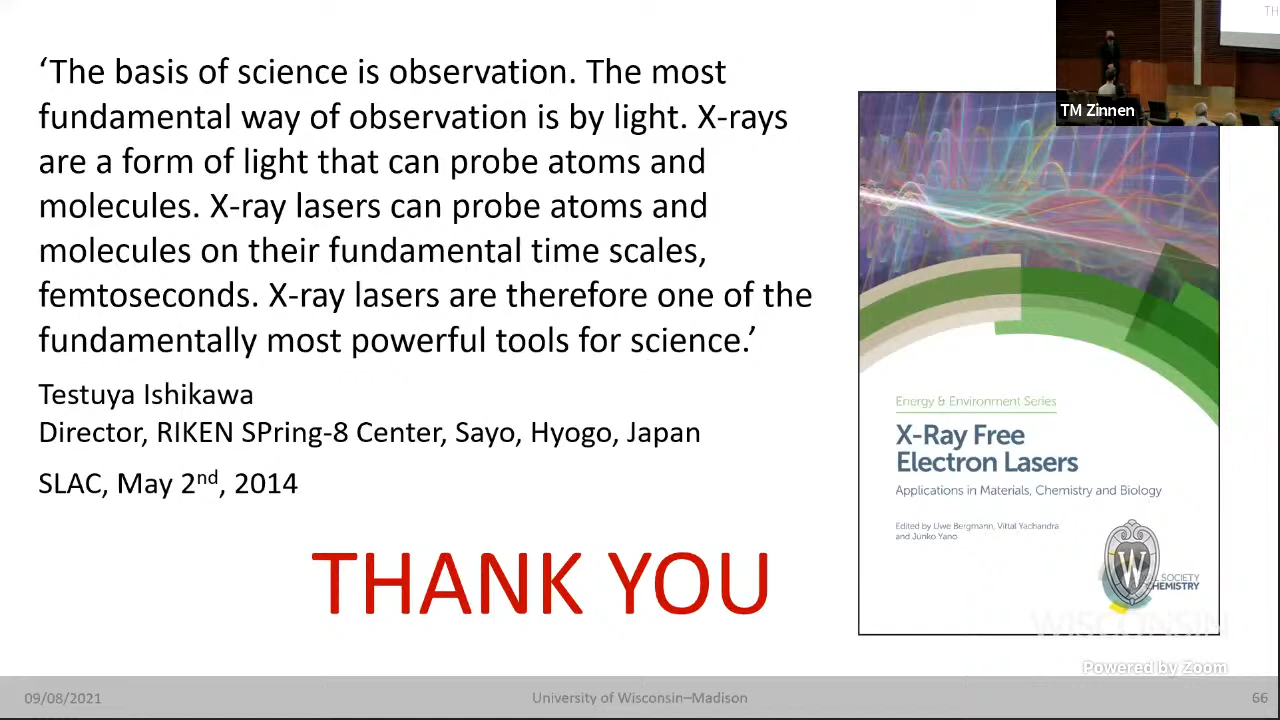 ‘The basis of science is observation. The most
fundamental way of observation is by light. X-rays
are a form of light that can probe atoms and
molecules. X-ray lasers can probe atoms and
molecules on their fundamental time scales,
femtoseconds. X-ray lasers are therefore one of the
fundamentally most powerful tools for science.’
Testuya Ishikawa
Director, RIKEN SPring-8 Center, Sayo, Hyogo, Japan
SLAC, May 2nd, 2014
THANK YOU
TH
TM Zinnen
Energy & Environment Series
X-Ray Free
Electron Lasers
Applications in Materials, Chemistry and Biology
Edited by Uwe Bergmann, Vittal Yachandra
and Junko Yano
W
SOCIETY
CHEMISTRY
WISCONSIN
Powered by Zoom
09/08/2021
University of Wisconsin–Madison
66